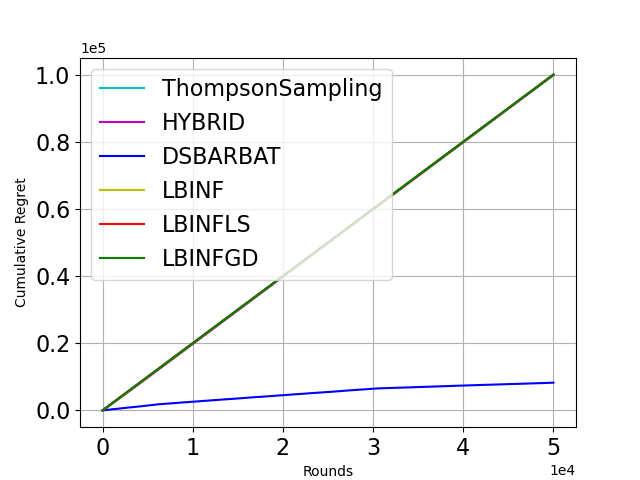 1e5
Cumulative Regret
1.0
0.8
0.6
0.4
0.2
0.0
ThompsonSampling
HYBRID
DSBARBAT
LBINF
LBINFLS
LBINFGD
0 1 2 3 4 5
Rounds
1e4